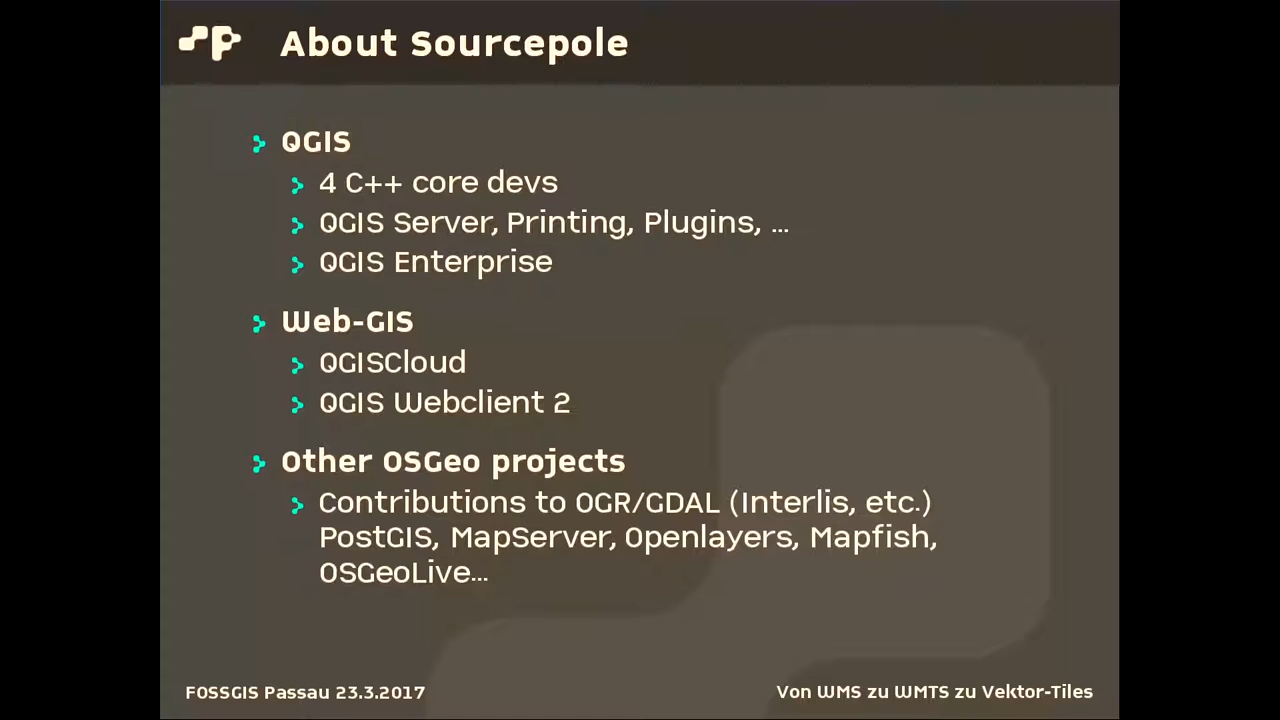 About Sourcepole
QGIS
4 C++ core devs
QGIS Server, Printing, Plugins, ...
QGIS Enterprise
Web-GIS
QGISCloud
QGIS Webclient 2
Other OSGeo projects
Contributions to OGR/GDAL (Interlis, etc.)
PostGIS, MapServer, Openlayers, Mapfish,
OSGeoLive...
FOSSGIS Passau 23.3.2017
Von WMS zu WMTS zu Vektor-Tiles